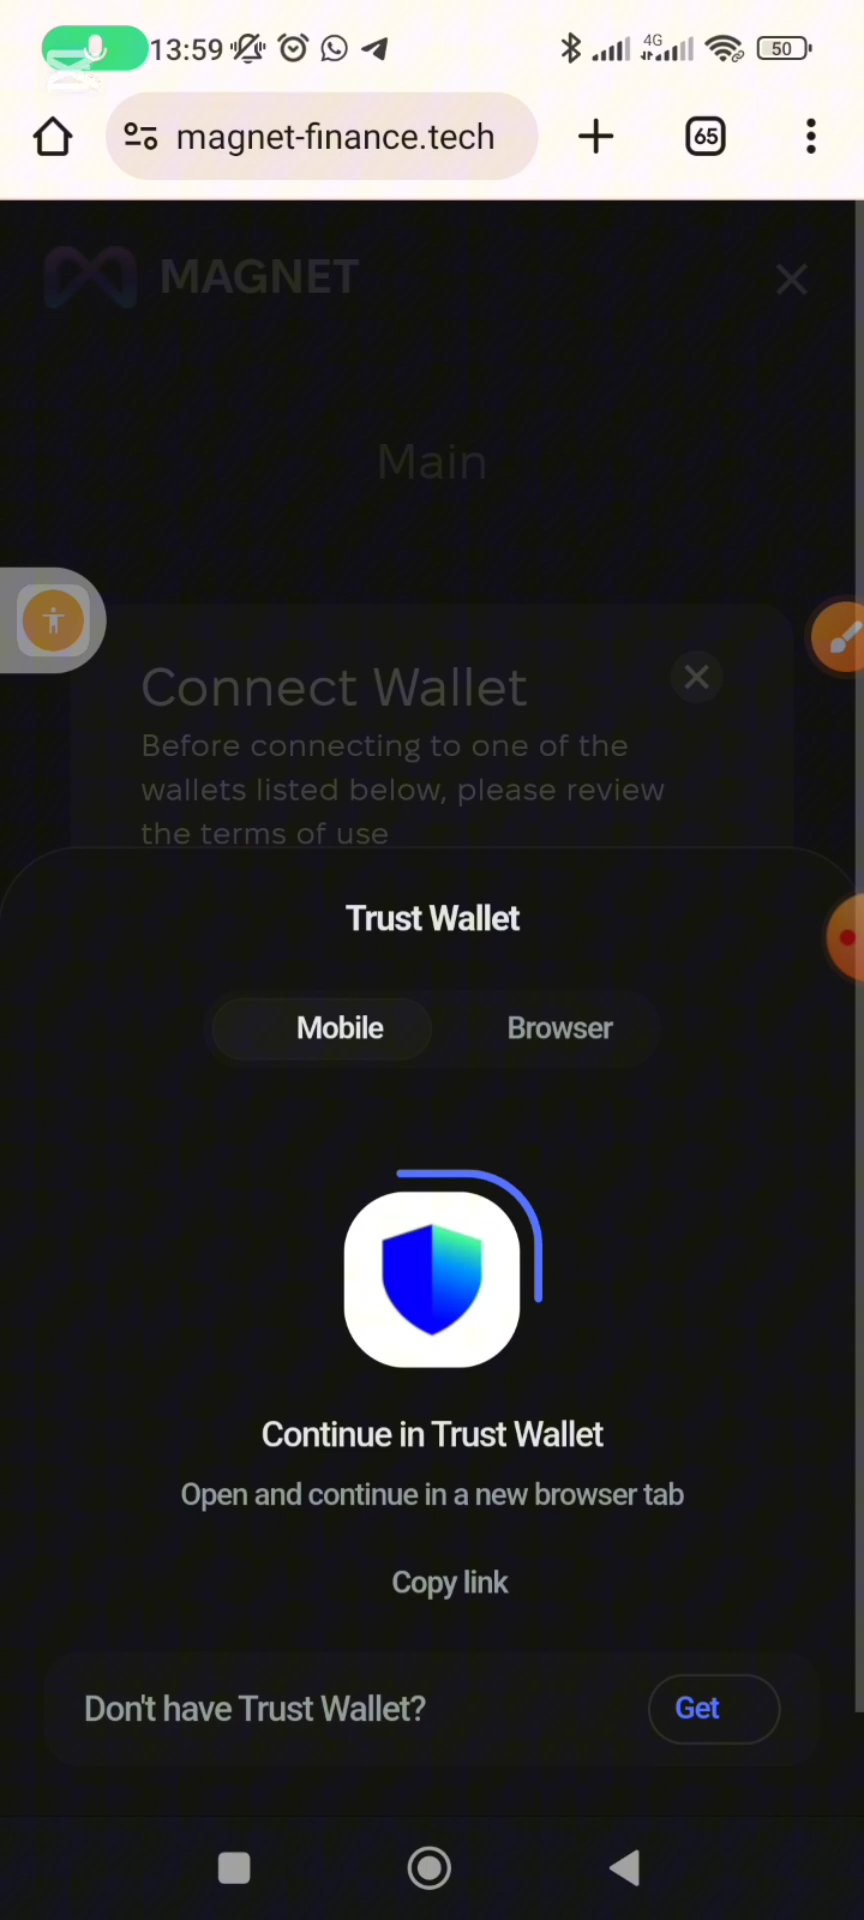 13:59
4G
50
magnet-finance.tech
65
MAGNET
Main
Connect Wallet
Before connecting to one of the
wallets listed below, please review
the terms of use
Trust Wallet
Mobile
Browser
Continue in Trust Wallet
Open and continue in a new browser tab
Copy link
Don't have Trust Wallet?
Get